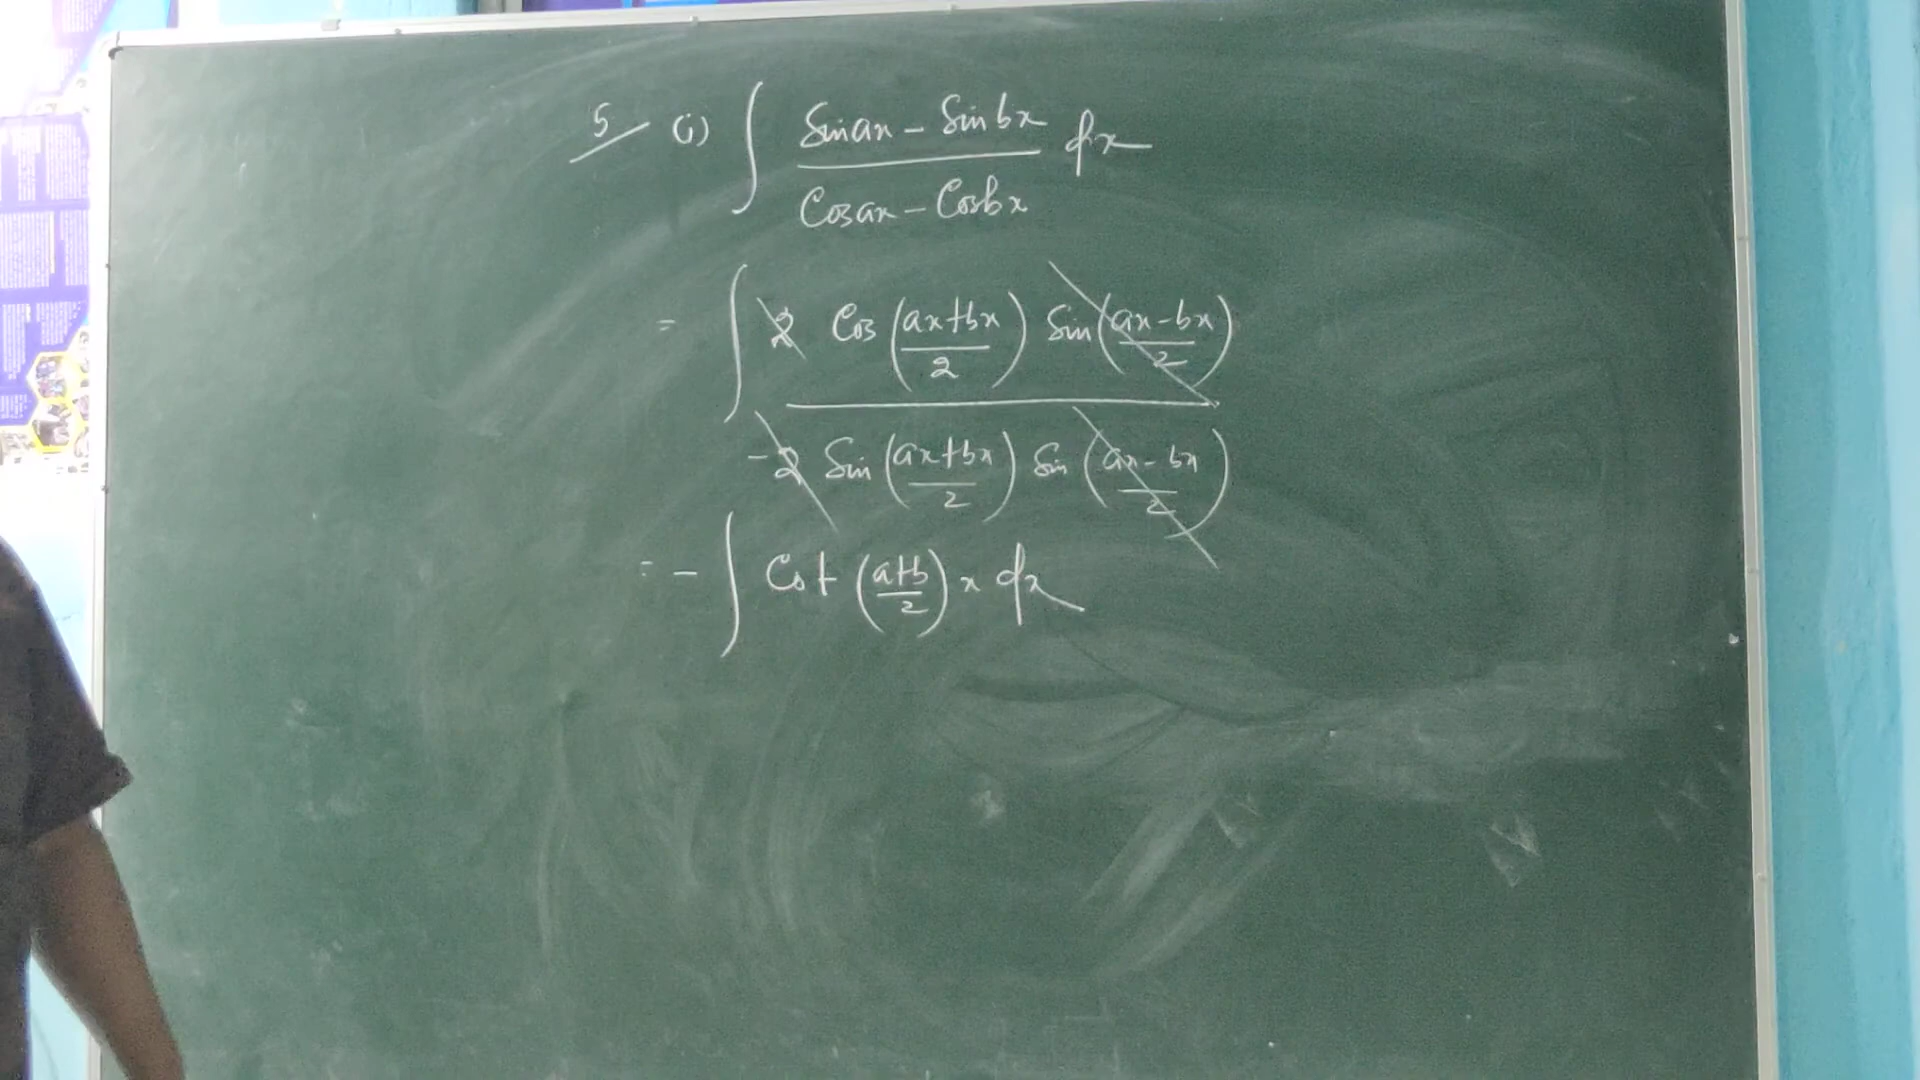 5 (i) ∫ (Sin ax - Sin bx)/(Cos ax - Cos bx) dx
= ∫ 2 Cos((ax+bx)/2) Sin((ax-bx)/2)
-2 Sin((ax+bx)/2) Sin((ax-bx)/2)
= - ∫ Cot((a+b)/2) x dx